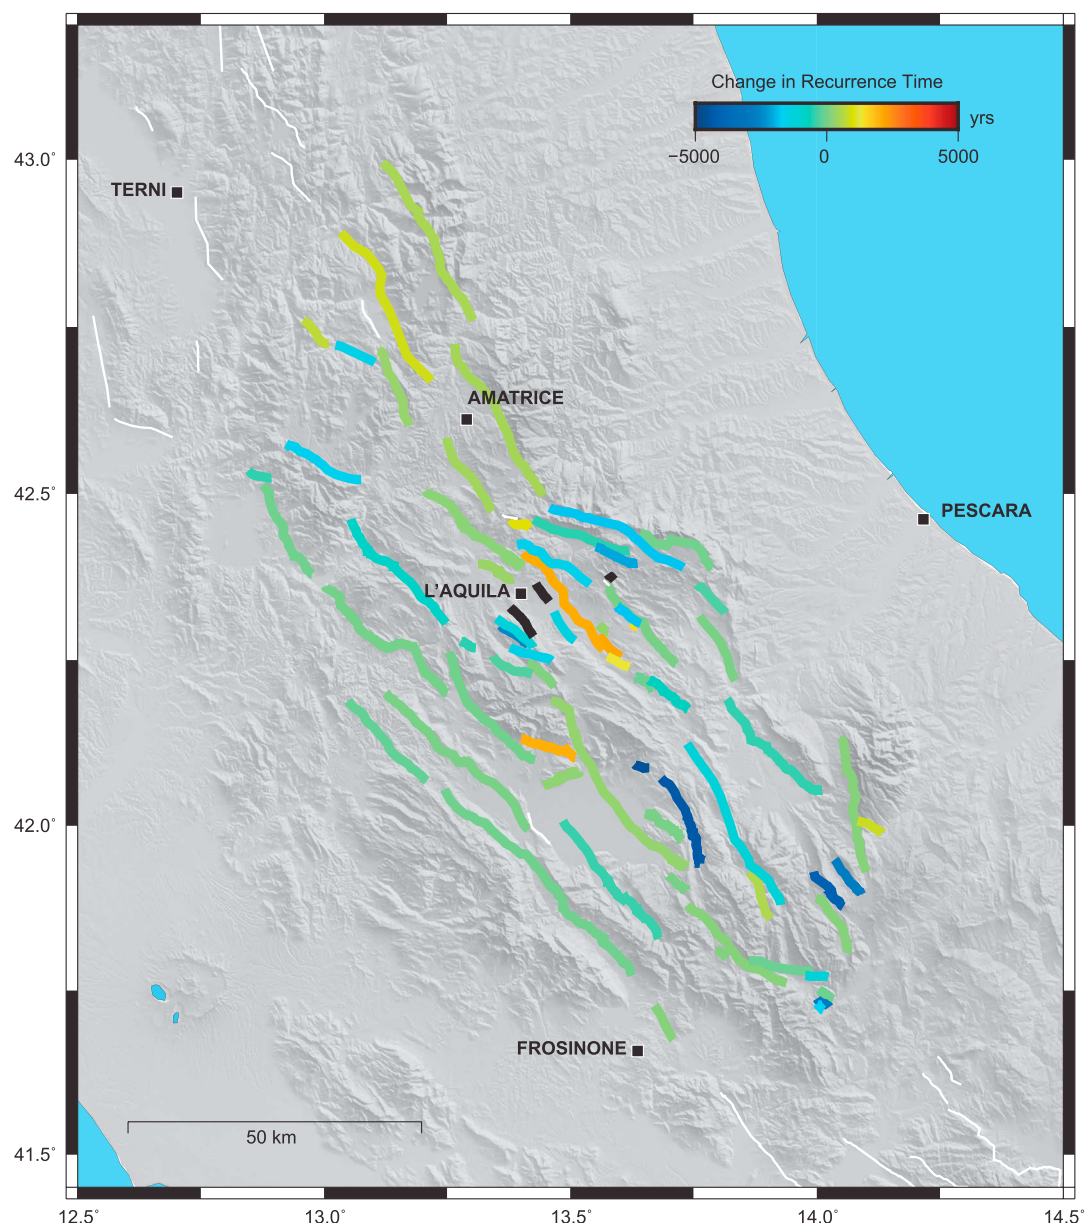 Change in Recurrence Time
yrs
−5000 0 5000
43.0°
TERNI
AMATRICE
42.5°
PESCARA
L'AQUILA
42.0°
FROSINONE
50 km
41.5°
12.5° 13.0° 13.5° 14.0° 14.5°